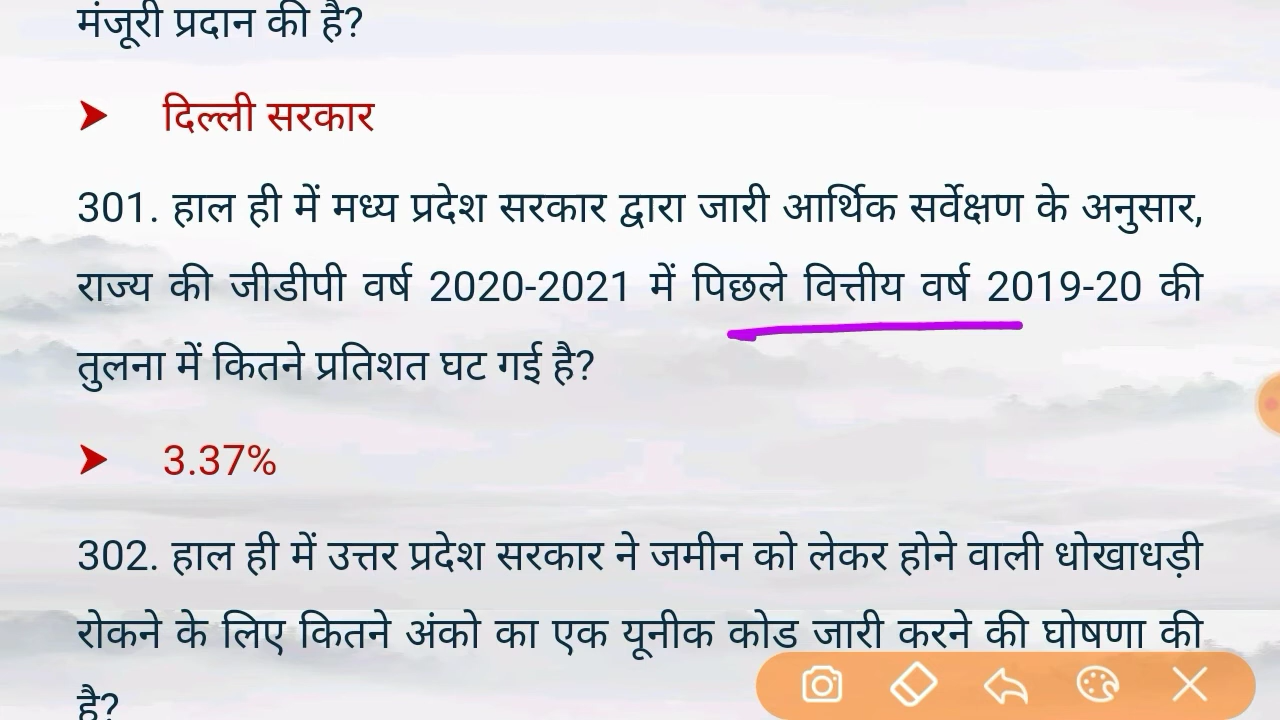 मंजूरी प्रदान की है?
➤ दिल्ली सरकार
301. हाल ही में मध्य प्रदेश सरकार द्वारा जारी आर्थिक सर्वेक्षण के अनुसार,
राज्य की जीडीपी वर्ष 2020-2021 में पिछले वित्तीय वर्ष 2019-20 की
तुलना में कितने प्रतिशत घट गई है?
➤ 3.37%
302. हाल ही में उत्तर प्रदेश सरकार ने जमीन को लेकर होने वाली धोखाधड़ी
रोकने के लिए कितने अंको का एक यूनीक कोड जारी करने की घोषणा की
है?